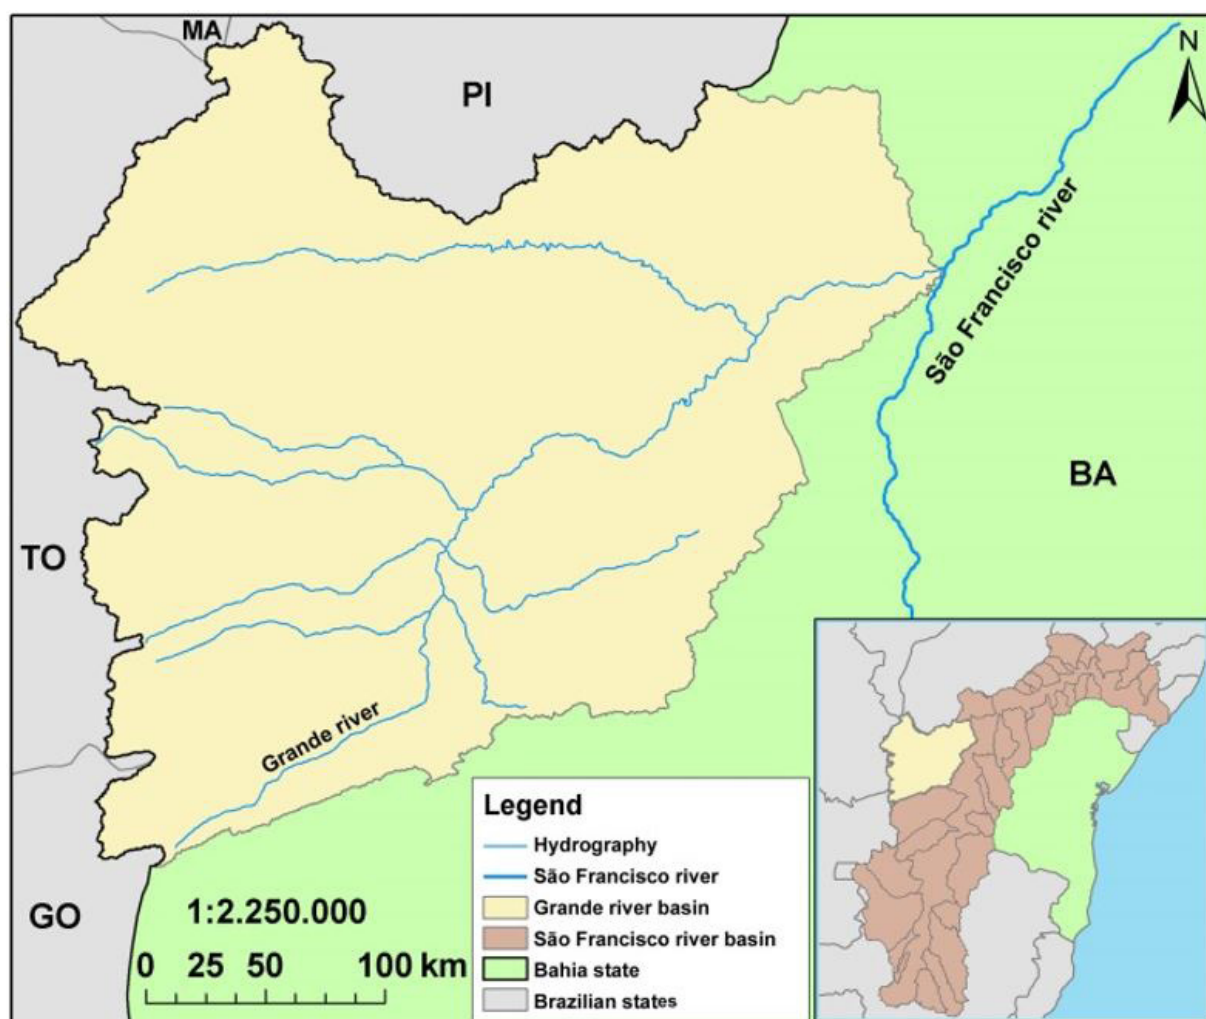 MA
PI
N
São Francisco river
BA
TO
Grande river
GO
1:2.250.000
0 25 50 100 km
Legend
Hydrography
São Francisco river
Grande river basin
São Francisco river basin
Bahia state
Brazilian states